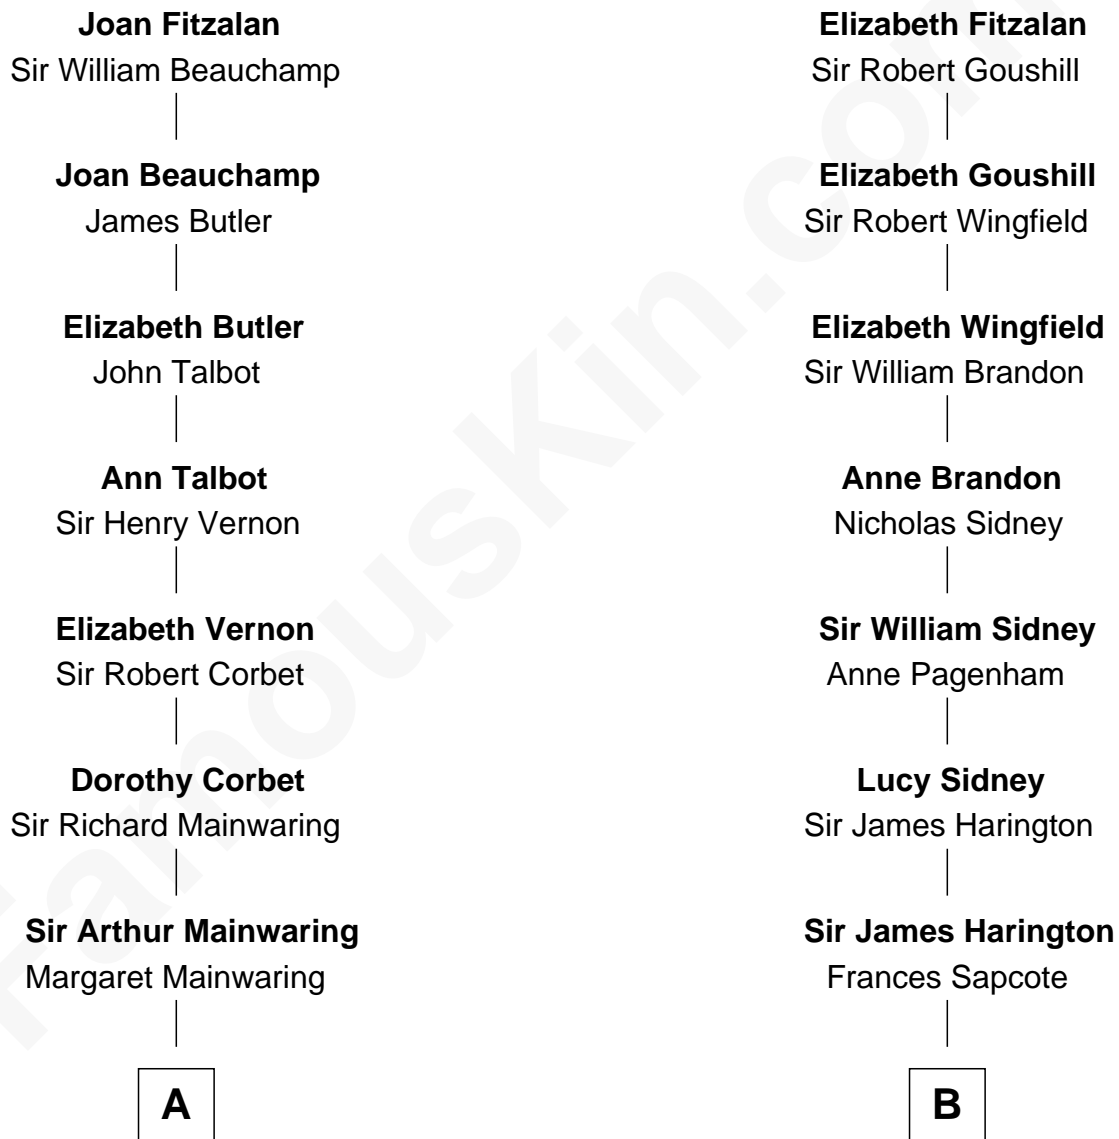 Joan Fitzalan
Sir William Beauchamp
Joan Beauchamp
James Butler
Elizabeth Butler
John Talbot
Ann Talbot
Sir Henry Vernon
Elizabeth Vernon
Sir Robert Corbet
Dorothy Corbet
Sir Richard Mainwaring
Sir Arthur Mainwaring
Margaret Mainwaring
A
Elizabeth Fitzalan
Sir Robert Goushill
Elizabeth Goushill
Sir Robert Wingfield
Elizabeth Wingfield
Sir William Brandon
Anne Brandon
Nicholas Sidney
Sir William Sidney
Anne Pagenham
Lucy Sidney
Sir James Harington
Sir James Harington
Frances Sapcote
B
FamousKin.com